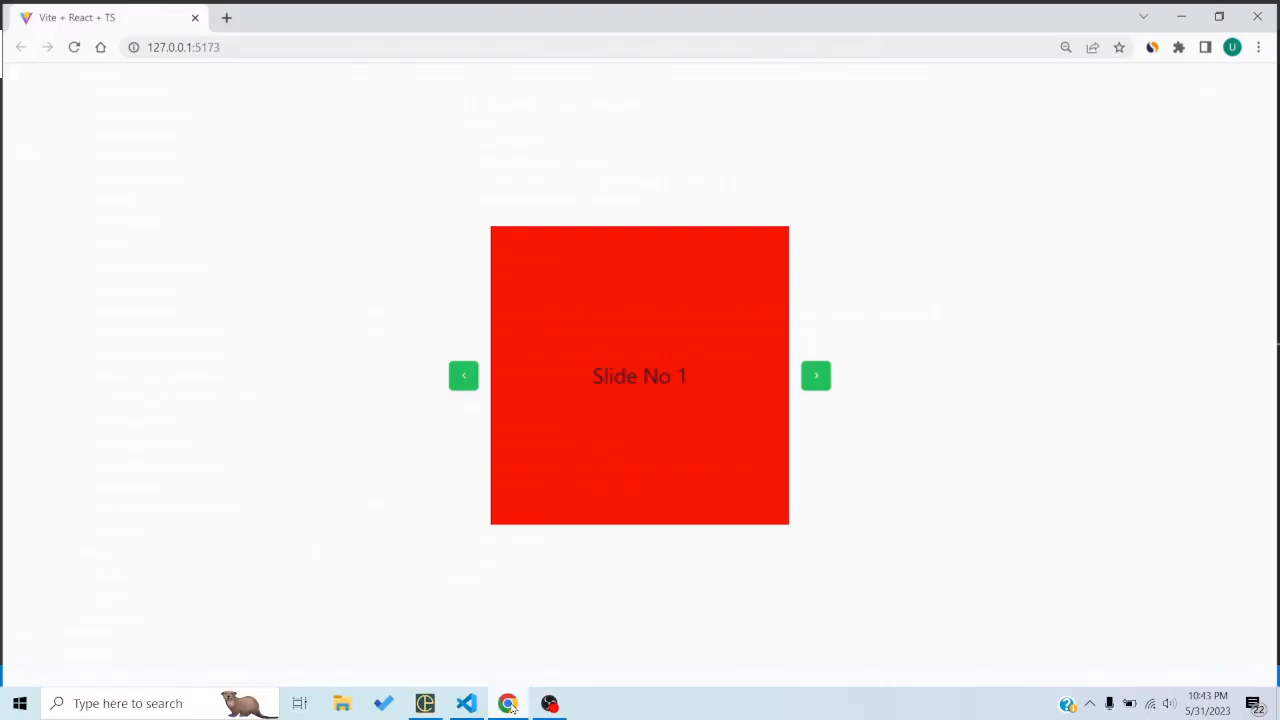 Vite + React + TS
127.0.0.1:5173
U
Slide No 1
Type here to search
10:43 PM
5/31/2023
22